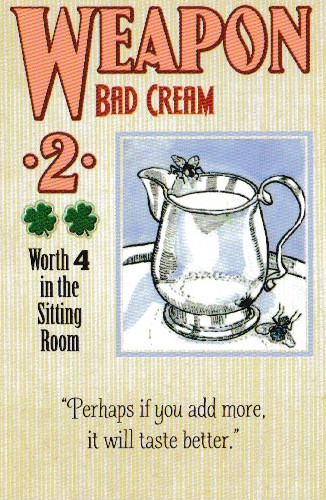 WEAPON
BAD CREAM
·2·
Worth 4
in the
Sitting
Room
“Perhaps if you add more,
it will taste better.”